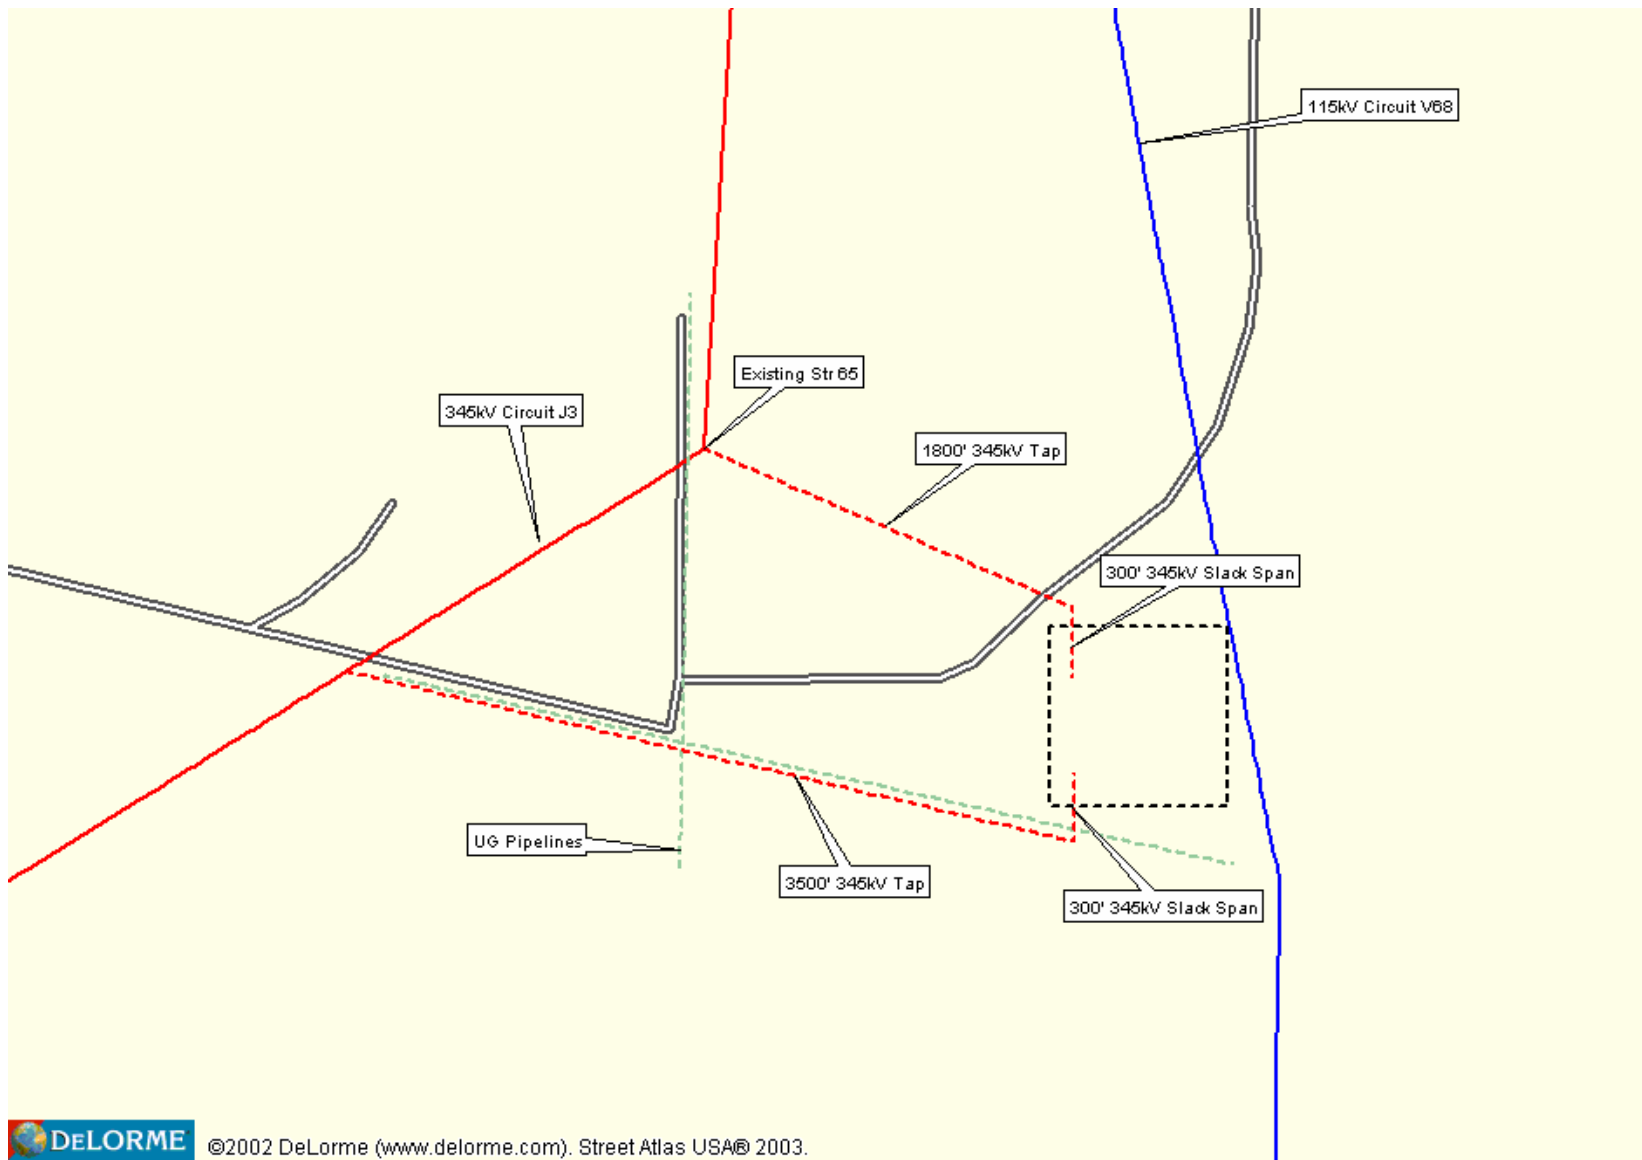 115kV Circuit V68
Existing Str 65
345kV Circuit J3
1800' 345kV Tap
300' 345kV Slack Span
UG Pipelines
3500' 345kV Tap
300' 345kV Slack Span
DELORME
©2002 DeLorme (www.delorme.com). Street Atlas USA® 2003.